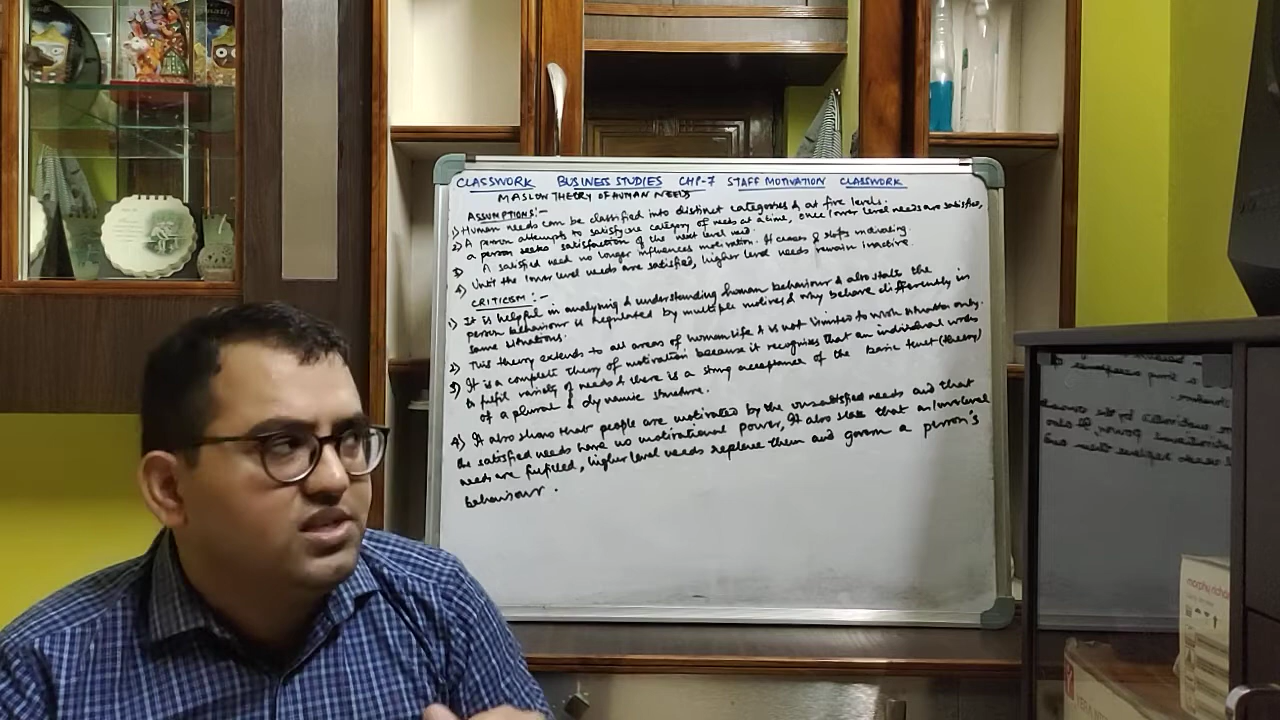 CLASSWORK BUSINESS STUDIES CHP-7 STAFF MOTIVATION CLASSWORK
MASLOW THEORY OF HUMAN NEEDS
ASSUMPTIONS:-
1) Human needs can be classified into distinct categories & at five levels.
2) A person attempts to satisfy one category of needs at a time, once lower level needs are satisfied,
a person seeks satisfaction of the next level need.
3) A satisfied need no longer influences motivation. It ceases & stops motivating.
4) Until the lower level needs are satisfied, higher level needs remain inactive.
CRITICISM:-
1) It is helpful in analysing & understanding human behaviour & also state the
person behaviour is regulated by multiple motives & why behave differently in
same situations.
2) This theory extends to all areas of human life & is not limited to work situation only.
3) It is a complete theory of motivation because it recognizes that an individual works
to fulfil variety of needs & there is a strong acceptance of the basic (theory)
of a plural & dynamic structure.
4) It also shows that people are motivated by the unsatisfied needs and that
the satisfied needs have no motivational power, It also state that as lower level
needs are fulfilled, higher level needs replace them and govern a person's
behaviour.
morphy richards